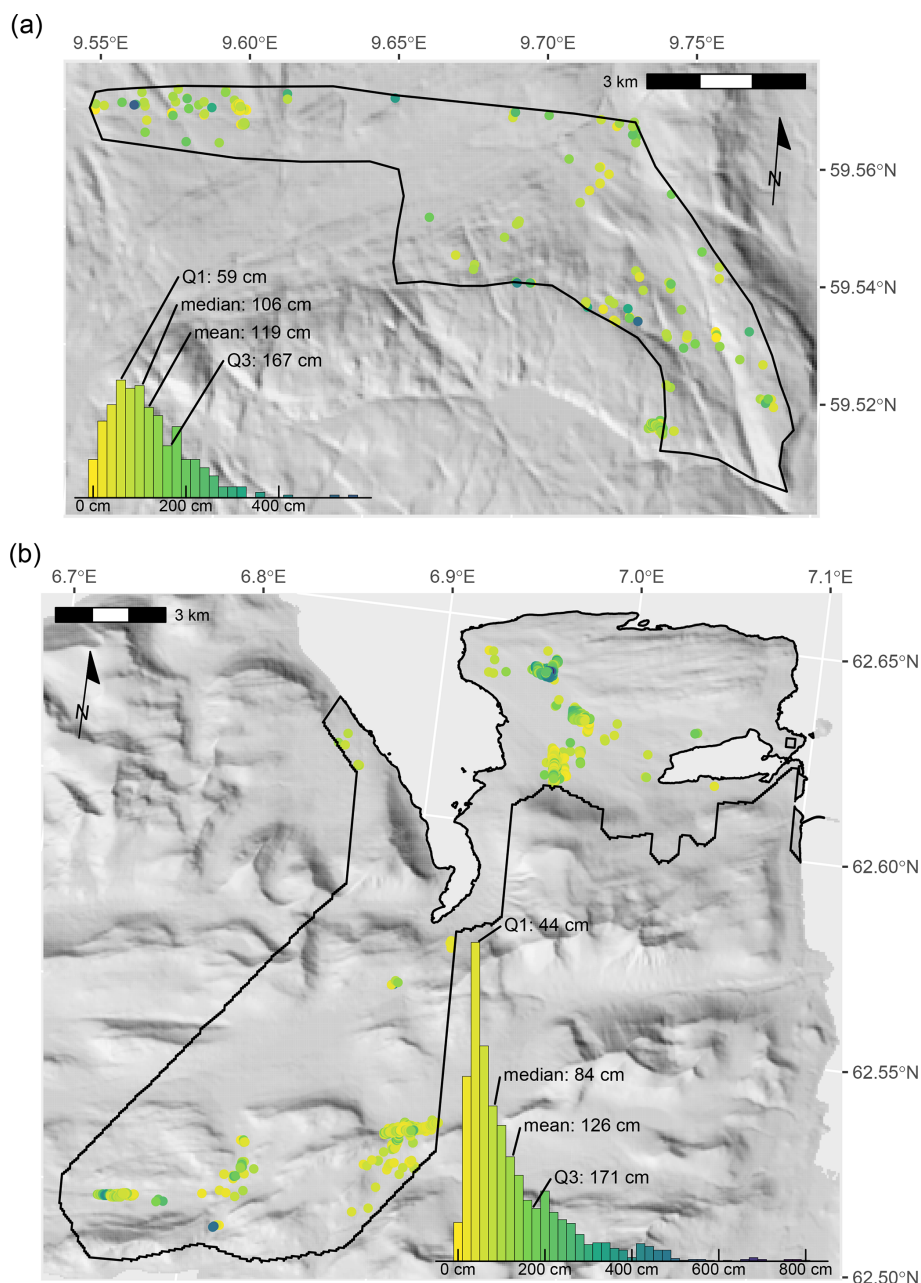 (a)
9.55°E 9.60°E 9.65°E 9.70°E 9.75°E
3 km
N
59.56°N
59.54°N
59.52°N
Q1: 59 cm
median: 106 cm
mean: 119 cm
Q3: 167 cm
0 cm 200 cm 400 cm
(b)
6.7°E 6.8°E 6.9°E 7.0°E 7.1°E
3 km
N
62.65°N
62.60°N
62.55°N
62.50°N
Q1: 44 cm
median: 84 cm
mean: 126 cm
Q3: 171 cm
0 cm 200 cm 400 cm 600 cm 800 cm